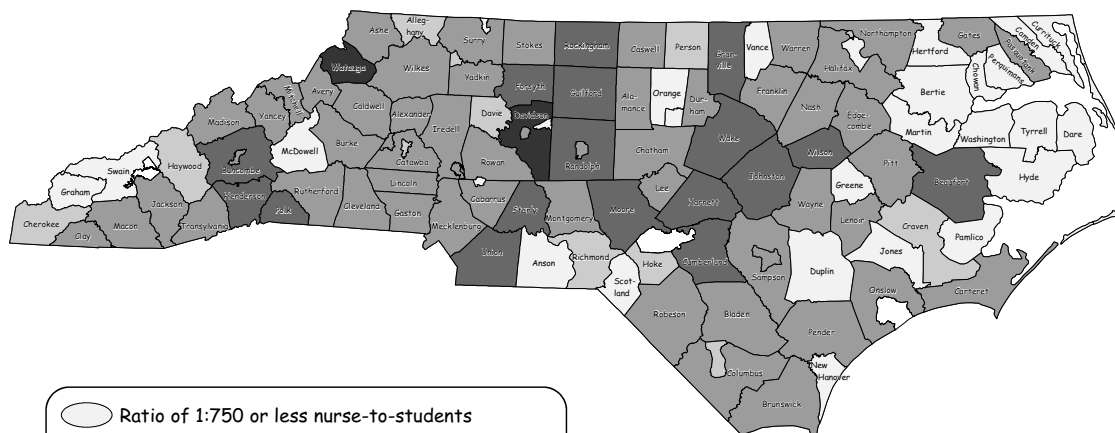 Ashe
Alleg-
hany
Surry
Stokes
Rockingham
Caswell
Person
Gran-
ville
Vance
Warren
Northampton
Gates
Hertford
Camden
Currituck
Pasquotank
Perquimans
Chowan
Halifax
Bertie
Watauga
Wilkes
Yadkin
Forsyth
Guilford
Ala-
mance
Orange
Dur-
ham
Franklin
Nash
Edge-
combe
Martin
Washington
Tyrrell
Dare
Mitchell
Avery
Caldwell
Alexander
Iredell
Davie
Davidson
Randolph
Chatham
Wake
Wilson
Pitt
Beaufort
Hyde
Madison
Yancey
McDowell
Burke
Catawba
Rowan
Johnston
Greene
Swain
Haywood
Buncombe
Graham
Jackson
Henderson
Polk
Rutherford
Cleveland
Lincoln
Gaston
Mecklenburg
Cabarrus
Stanly
Montgomery
Moore
Lee
Harnett
Wayne
Lenoir
Craven
Pamlico
Cherokee
Clay
Macon
Transylvania
Union
Anson
Richmond
Hoke
Scot-
land
Cumberland
Sampson
Duplin
Jones
Onslow
Carteret
Robeson
Bladen
Pender
Columbus
New
Hanover
Brunswick
Ratio of 1:750 or less nurse-to-students